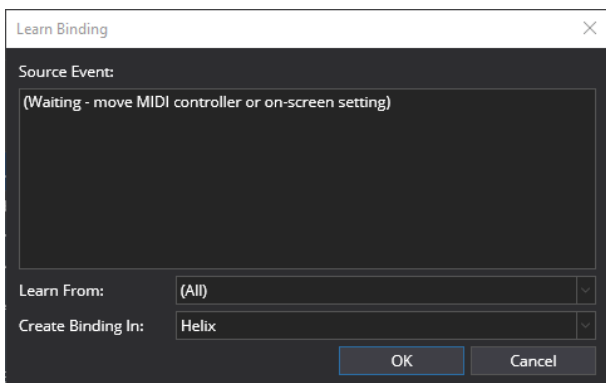 Learn Binding
Source Event:
(Waiting - move MIDI controller or on-screen setting)
Learn From:
(All)
Create Binding In:
Helix
OK
Cancel